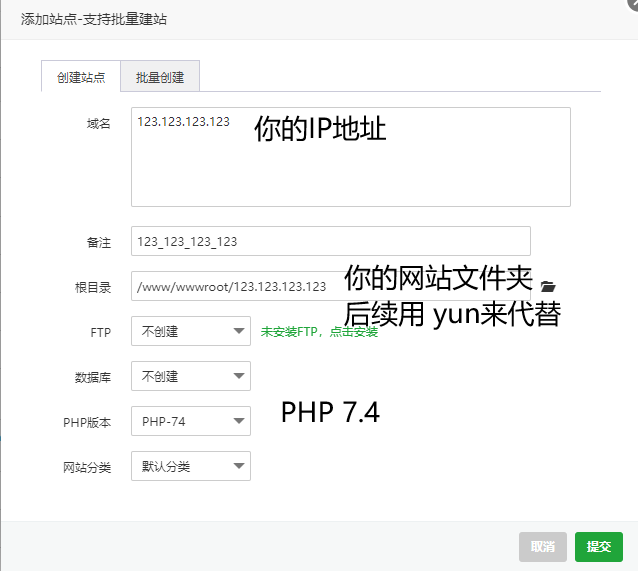 添加站点-支持批量建站
创建站点 批量创建
域名 123.123.123.123 你的IP地址
备注 123_123_123_123
根目录 /www/wwwroot/123.123.123.123 你的网站文件夹
后续用 yun来代替
FTP 不创建 未安装FTP，点击安装
数据库 不创建
PHP版本 PHP-74 PHP 7.4
网站分类 默认分类
取消 提交